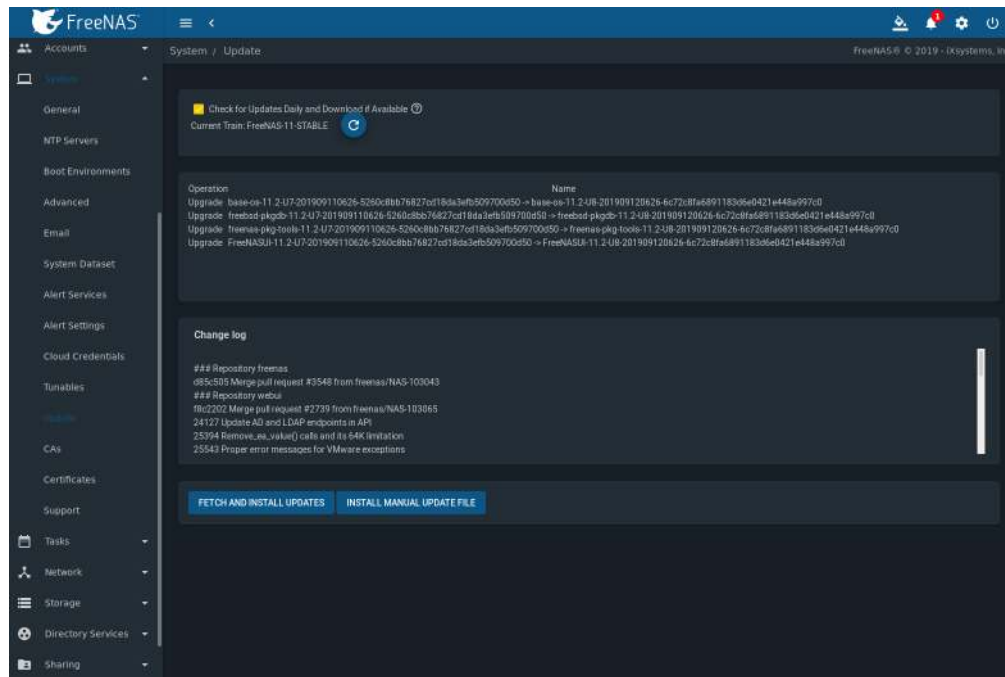 FreeNAS
1
Accounts
System / Update
FreeNAS® © 2019 - iXsystems, In
System
General
NTP Servers
Boot Environments
Advanced
Email
System Dataset
Alert Services
Alert Settings
Cloud Credentials
Tunables
Update
CAs
Certificates
Support
Tasks
Network
Storage
Directory Services
Sharing
Check for Updates Daily and Download if Available
Current Train: FreeNAS-11-STABLE
Operation Name
Upgrade base-os-11.2-U7-201909110626-5260c8bb76827cd18da3efb509700d50 -> base-os-11.2-U8-201909120626-6c72c8fa6891183d6e0421e448a997c0
Upgrade freebsd-pkgdb-11.2-U7-201909110626-5260c8bb76827cd18da3efb509700d50 -> freebsd-pkgdb-11.2-U8-201909120626-6c72c8fa6891183d6e0421e448a997c0
Upgrade freenas-pkg-tools-11.2-U7-201909110626-5260c8bb76827cd18da3efb509700d50 -> freenas-pkg-tools-11.2-U8-201909120626-6c72c8fa6891183d6e0421e448a997c0
Upgrade FreeNASUI-11.2-U7-201909110626-5260c8bb76827cd18da3efb509700d50 -> FreeNASUI-11.2-U8-201909120626-6c72c8fa6891183d6e0421e448a997c0
Change log
### Repository freenas
d85c505 Merge pull request #3548 from freenas/NAS-103043
### Repository webui
f8c2202 Merge pull request #2739 from freenas/NAS-103065
24127 Update AD and LDAP endpoints in API
25394 Remove_ea_value() calls and its 64K limitation
25543 Proper error messages for VMware exceptions
FETCH AND INSTALL UPDATES INSTALL MANUAL UPDATE FILE